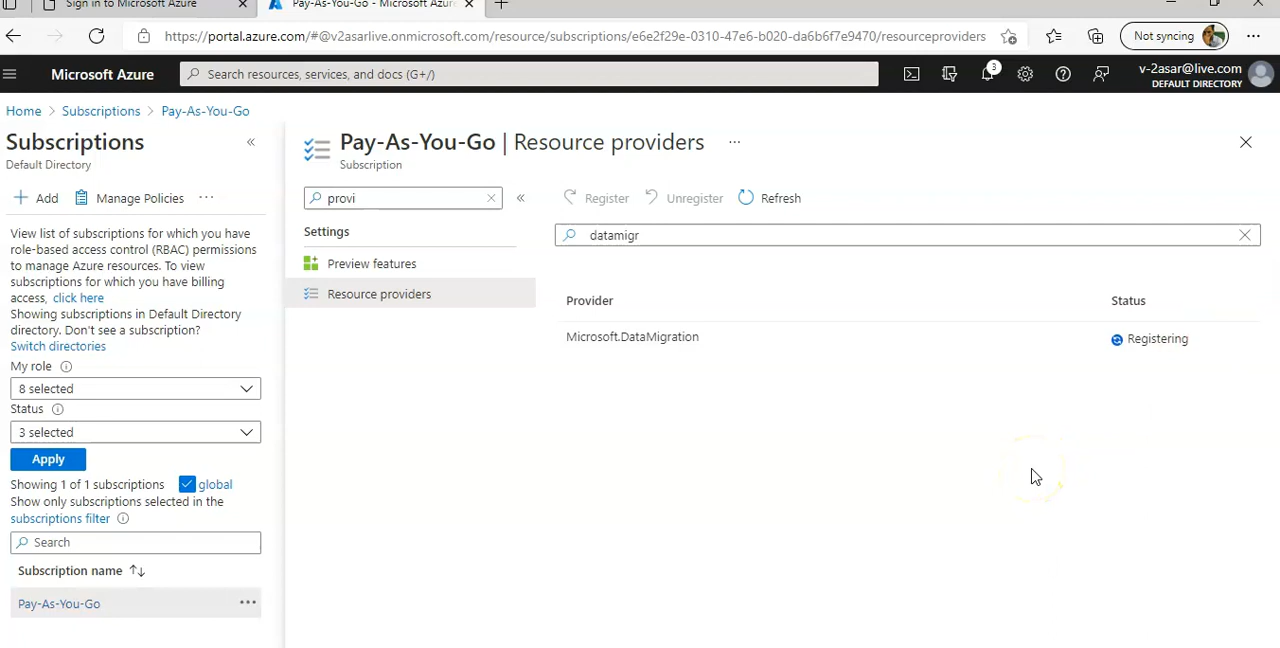 Sign in to Microsoft Azure
Pay-As-You-Go - Microsoft Azure
https://portal.azure.com/#@v2asarlive.onmicrosoft.com/resource/subscriptions/e6e2f29e-0310-47e6-b020-da6b6f7e9470/resourceproviders
Not syncing
Microsoft Azure
Search resources, services, and docs (G+/)
3
v-2asar@live.com
DEFAULT DIRECTORY
Home > Subscriptions > Pay-As-You-Go
Subscriptions
Default Directory
Add
Manage Policies
View list of subscriptions for which you have
role-based access control (RBAC) permissions
to manage Azure resources. To view
subscriptions for which you have billing
access, click here
Showing subscriptions in Default Directory
directory. Don't see a subscription?
Switch directories
My role
8 selected
Status
3 selected
Apply
Showing 1 of 1 subscriptions global
Show only subscriptions selected in the
subscriptions filter
Search
Subscription name
Pay-As-You-Go
Pay-As-You-Go | Resource providers
Subscription
provi
Settings
Preview features
Resource providers
Register
Unregister
Refresh
datamigr
Provider Status
Microsoft.DataMigration Registering